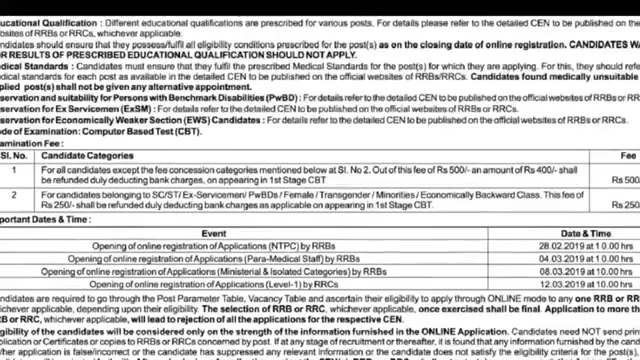 ucational Qualification : Different educational qualifications are prescribed for various posts. For details please refer to the detailed CEN to be published on the
bsites of RRBs or RRCs, whichever applicable.
ndidates should ensure that they possess/fulfil all eligibility conditions prescribed for the post(s) as on the closing date of online registration. CANDIDATES WA
OR RESULTS OF PRESCRIBED EDUCATIONAL QUALIFICATION SHOULD NOT APPLY.
edical Standards : Candidates must ensure that they fulfil the prescribed Medical Standards for the post(s) for which they are applying. For this, they should refe
dical standards for each post as available in the detailed CEN to be published on the official websites of RRBs/RRCs. Candidates found medically unsuitable
plied post(s) shall not be given any alternative appointment.
servation and suitability for Persons with Benchmark Disabilities (PwBD) : For details refer to the detailed CEN to be published on the official websites of RRBs or RR
servation for Ex Servicemen (ExSM) : For details refer to the detailed CEN to be published on the official websites of RRBs or RRCs.
servation for Economically Weaker Section (EWS) Candidates : For details refer to the detailed CEN to be published on the official websites of RRBs or RRCs.
ode of Examination: Computer Based Test (CBT).
amination Fee :
Sl. No. Candidate Categories Fee
1 For all candidates except the fee concession categories mentioned below at Sl. No 2. Out of this fee of Rs 500/- an amount of Rs 400/- shall
be refunded duly deducting bank charges, on appearing in 1st Stage CBT Rs 500/
2 For candidates belonging to SC/ST/ Ex-Servicemen/ PwBDs / Female / Transgender / Minorities / Economically Backward Class. This fee of
Rs 250/- shall be refunded duly deducting bank charges as applicable on appearing in 1st Stage CBT. Rs 250/
portant Dates & Time :
Event Date & Time
Opening of online registration of Applications (NTPC) by RRBs 28.02.2019 at 10.00 hrs
Opening of online registration of Applications (Para-Medical Staff) by RRBs 04.03.2019 at 10.00 hrs
Opening of online registration of Applications (Ministerial & Isolated Categories) by RRBs 08.03.2019 at 10.00 hrs
Opening of online registration of Applications (Level-1) by RRCs 12.03.2019 at 10.00 hrs
ndidates are required to go through the Post Parameter Table, Vacancy Table and ascertain their eligibility to apply through ONLINE mode to any one RRB or RR
ichever applicable, depending upon their eligibility. The selection of RRB or RRC, whichever applicable, once exercised shall be final. Application to more th
RB or RRC, whichever applicable, will lead to rejection of all the applications for the respective CEN.
igibility of the candidates will be considered only on the strength of the information furnished in the ONLINE Application. Candidates need NOT send prin
plication or Certificates or copies to RRBs or RRCs concerned by post. If at any stage of recruitment or thereafter, it is found that any information furnished by the cand
her application is false/incorrect or the candidate has suppressed any relevant information or the candidate does not satisfy the eligibility criteria for the post(s